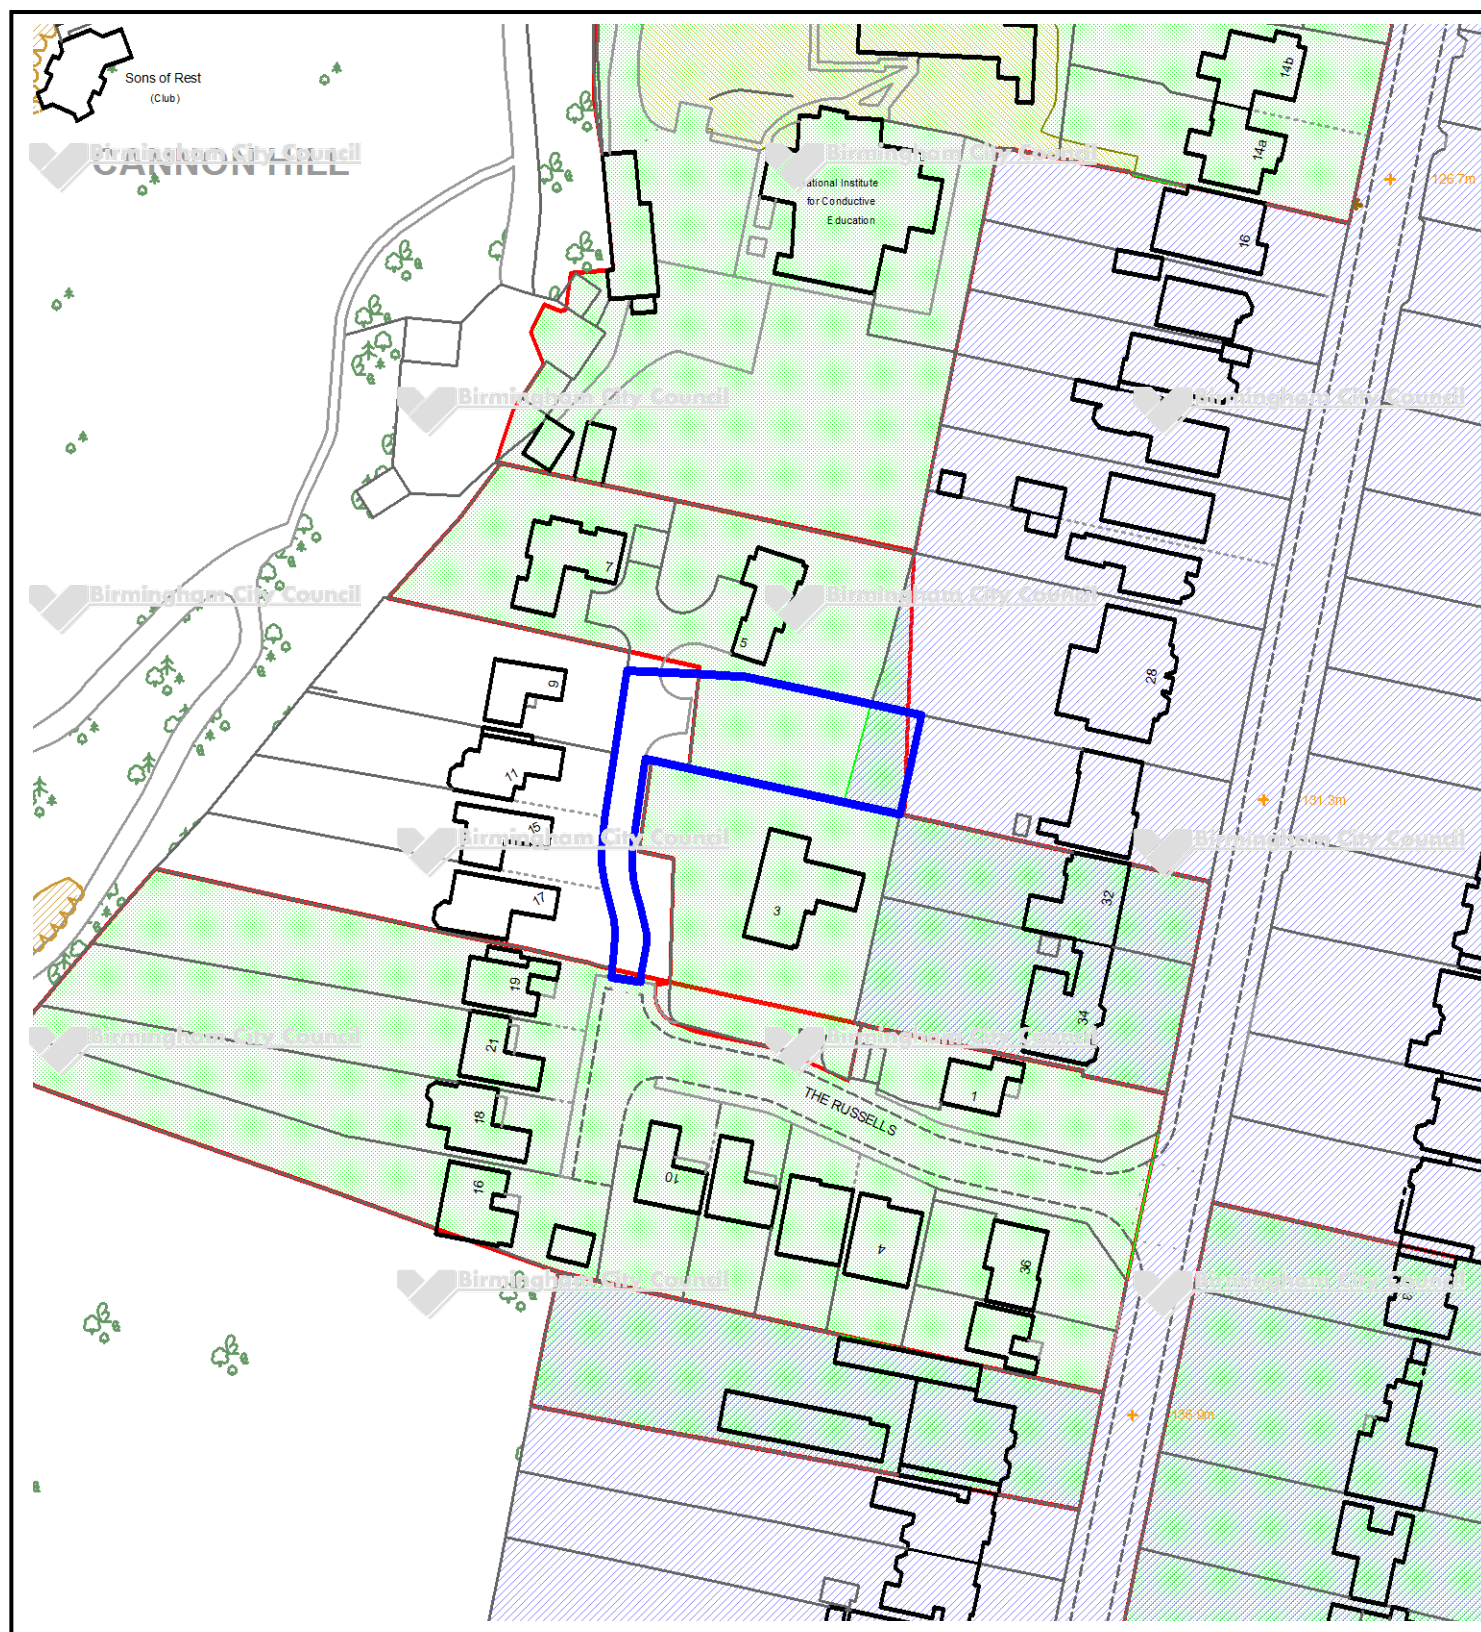 Sons of Rest
(Club)
CANNON HILL
Birmingham City Council
Birmingham City Council
ational Institute
for Conductive
Education
14b
14a
126.7m
16
Birmingham City Council
Birmingham City Council
7
5
Birmingham City Council
Birmingham City Council
28
9
11
131.3m
15
Birmingham City Council
Birmingham City Council
17
3
32
19
34
21
Birmingham City Council
Birmingham City Council
1
THE RUSSELLS
18
10
16
4
36
Birmingham City Council
Birmingham City Council
3
136.9m